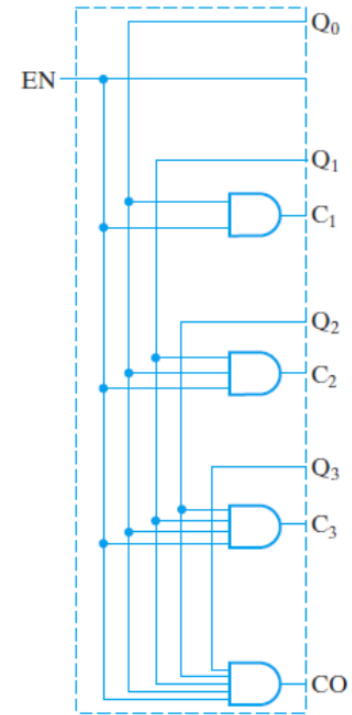 Q₀
EN
Q₁
C₁
Q₂
C₂
Q₃
C₃
CO